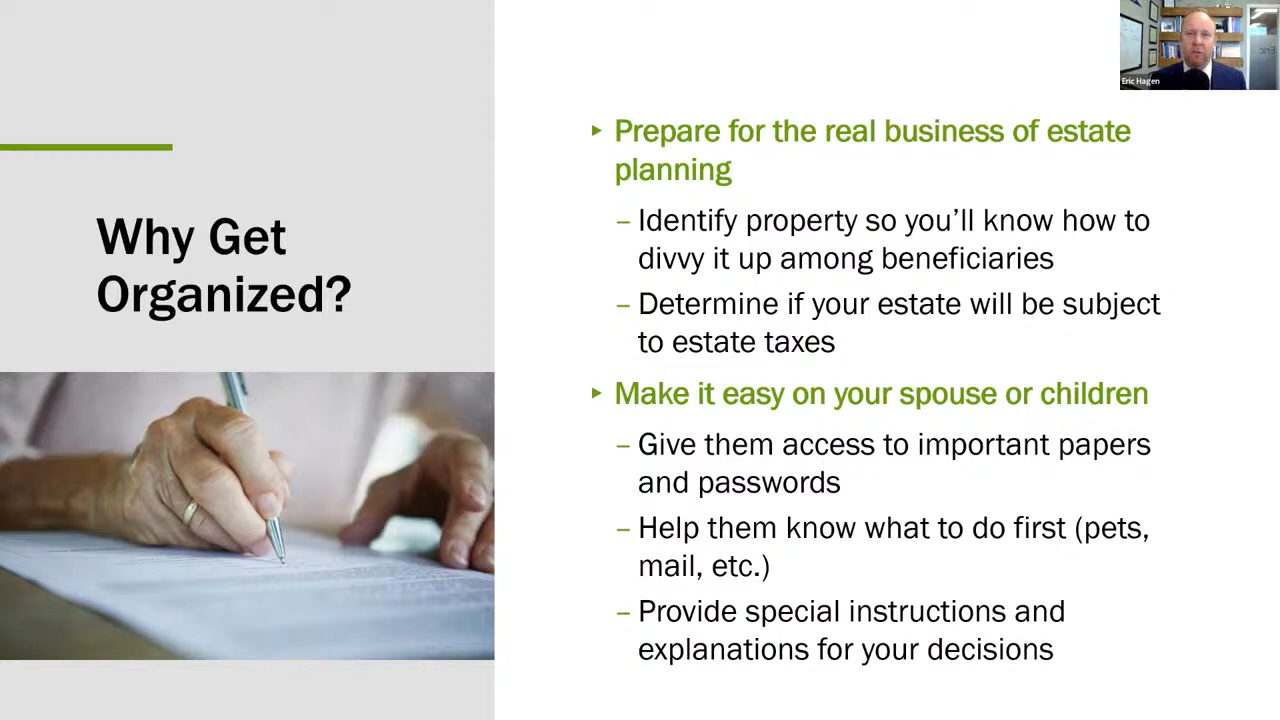 Why Get
Organized?
▸ Prepare for the real business of estate
planning
– Identify property so you’ll know how to
divvy it up among beneficiaries
– Determine if your estate will be subject
to estate taxes
▸ Make it easy on your spouse or children
– Give them access to important papers
and passwords
– Help them know what to do first (pets,
mail, etc.)
– Provide special instructions and
explanations for your decisions
Eric Hagen